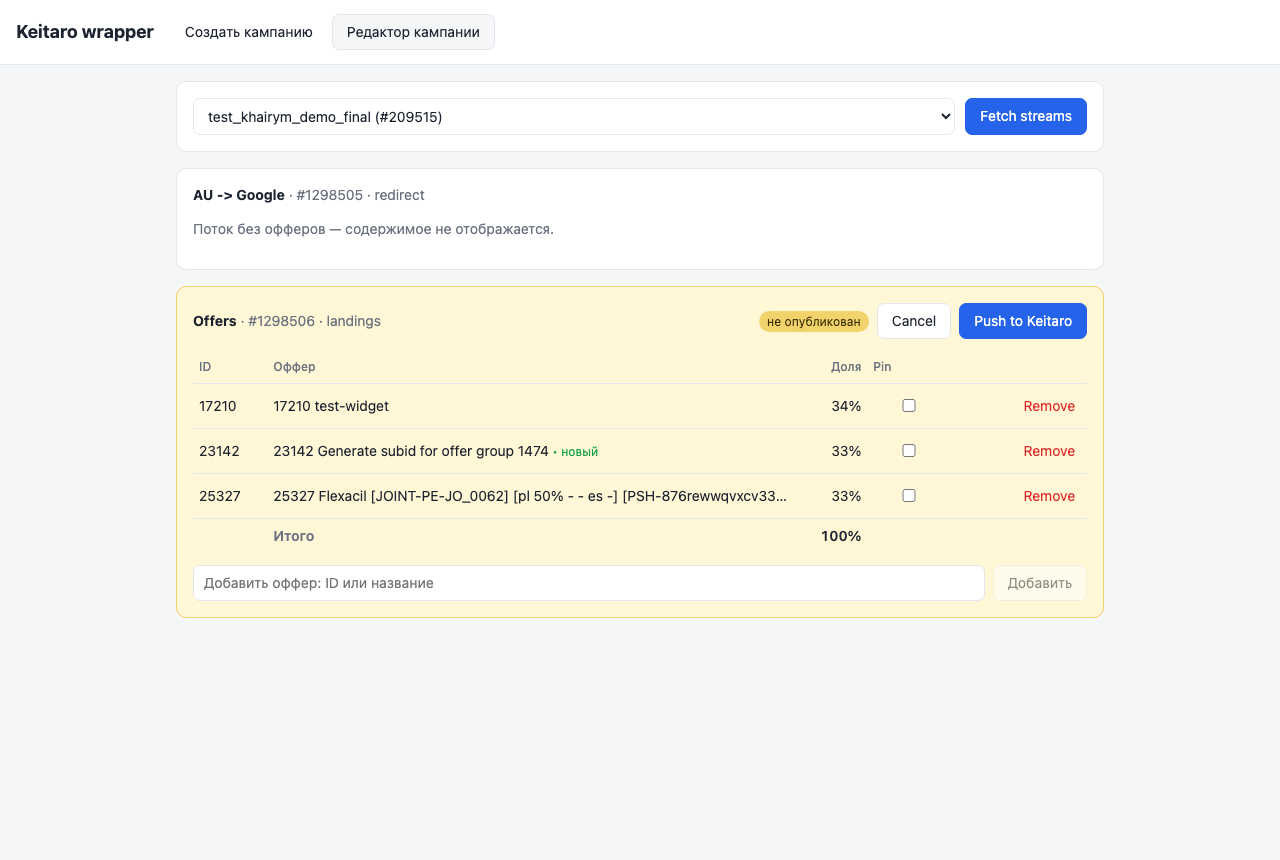 Keitaro wrapper Создать кампанию Редактор кампании
test_khairym_demo_final (#209515) Fetch streams
AU -> Google · #1298505 · redirect
Поток без офферов — содержимое не отображается.
Offers · #1298506 · landings не опубликован Cancel Push to Keitaro
ID Оффер Доля Pin
17210 17210 test-widget 34% Remove
23142 23142 Generate subid for offer group 1474 • новый 33% Remove
25327 25327 Flexacil [JOINT-PE-JO_0062] [pl 50% - - es -] [PSH-876rewwqvxcv33... 33% Remove
Итого 100%
Добавить оффер: ID или название Добавить